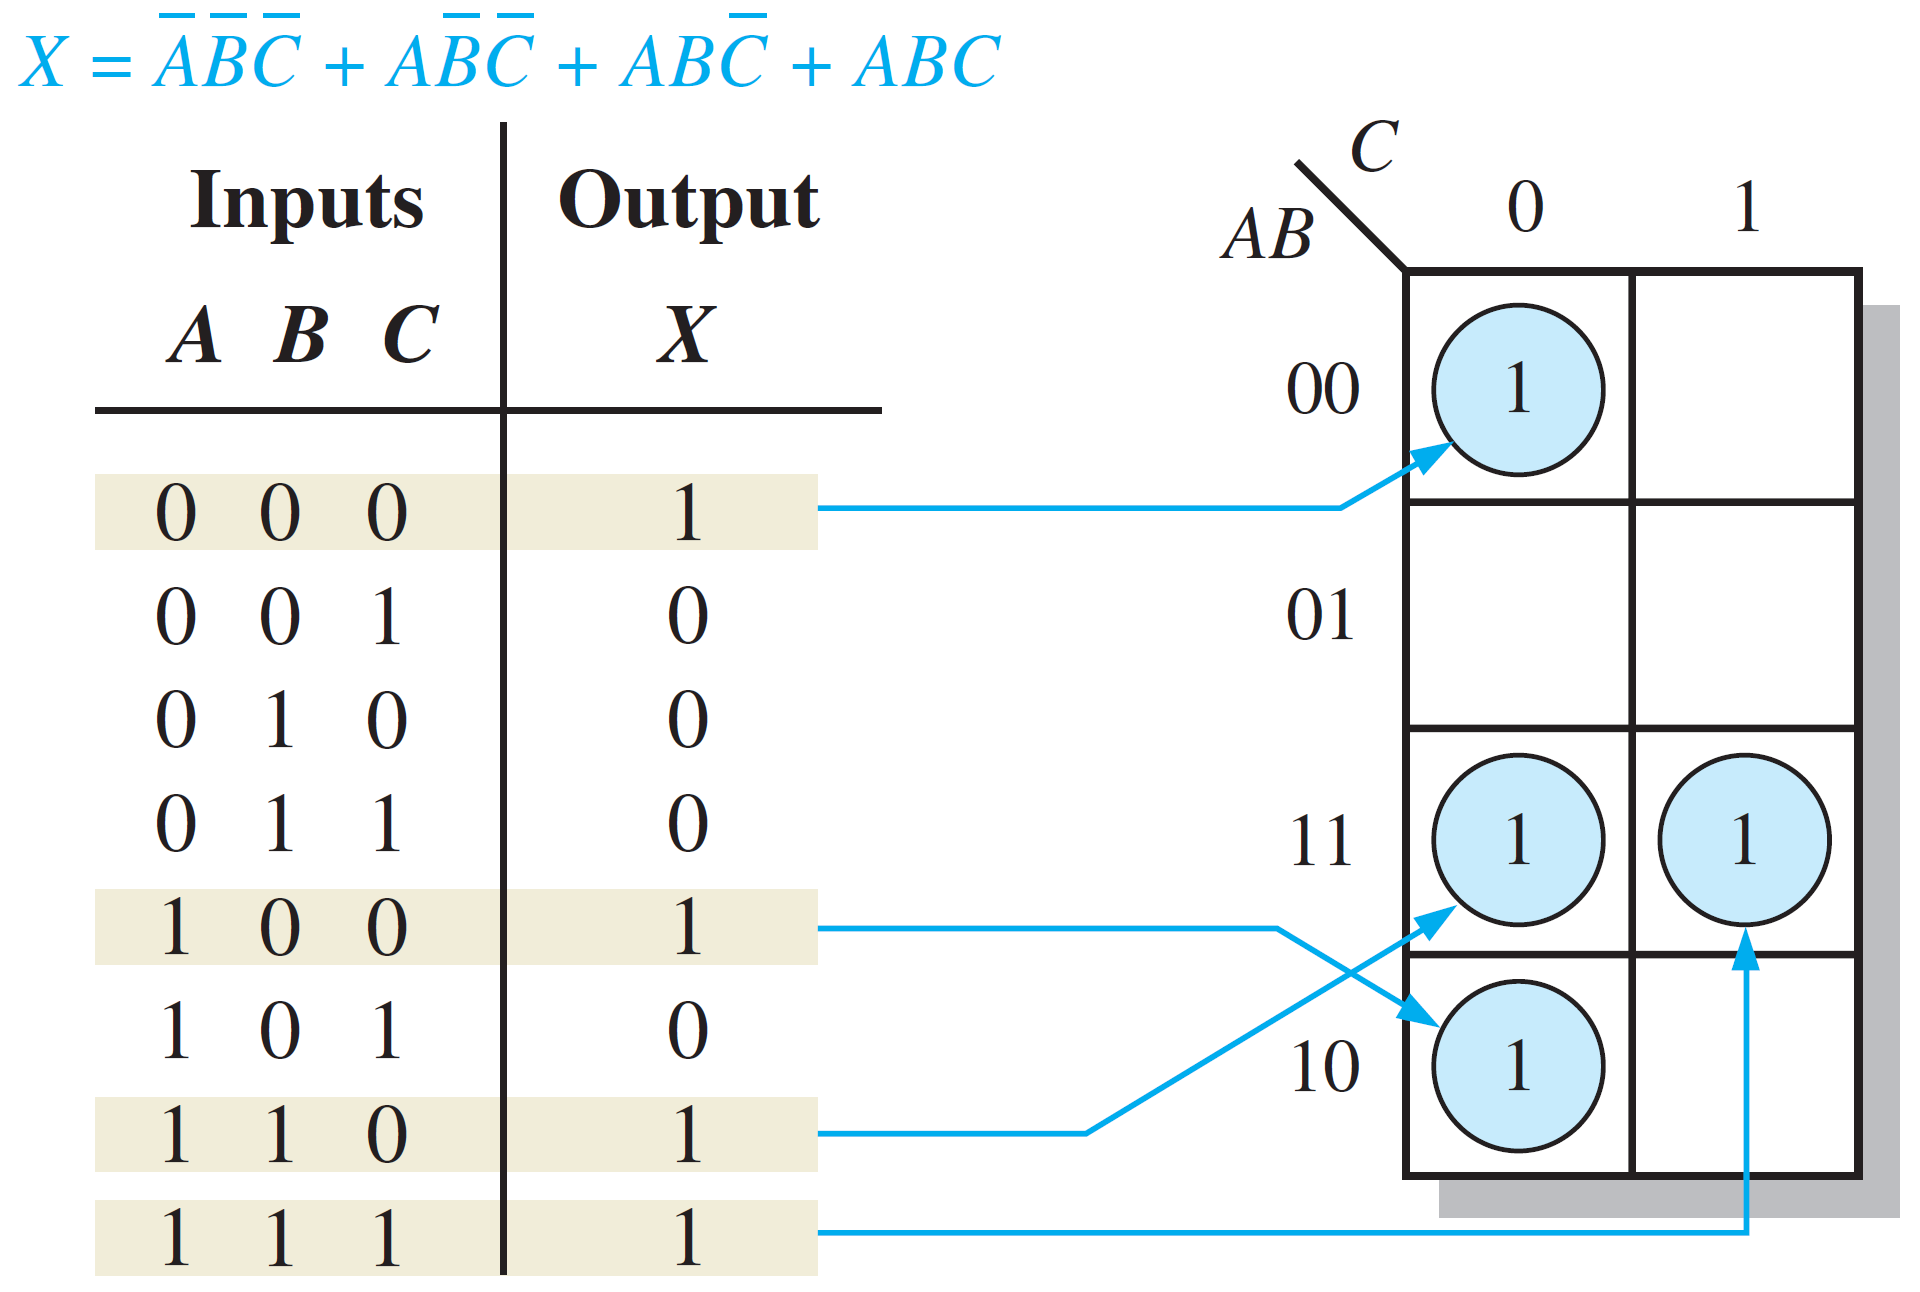 X = A̅B̅C̅ + AB̅C̅ + ABC̅ + ABC
Inputs Output
A B C X
0 0 0 1
0 0 1 0
0 1 0 0
0 1 1 0
1 0 0 1
1 0 1 0
1 1 0 1
1 1 1 1
C
AB
0 1
00 1
01
11 1 1
10 1